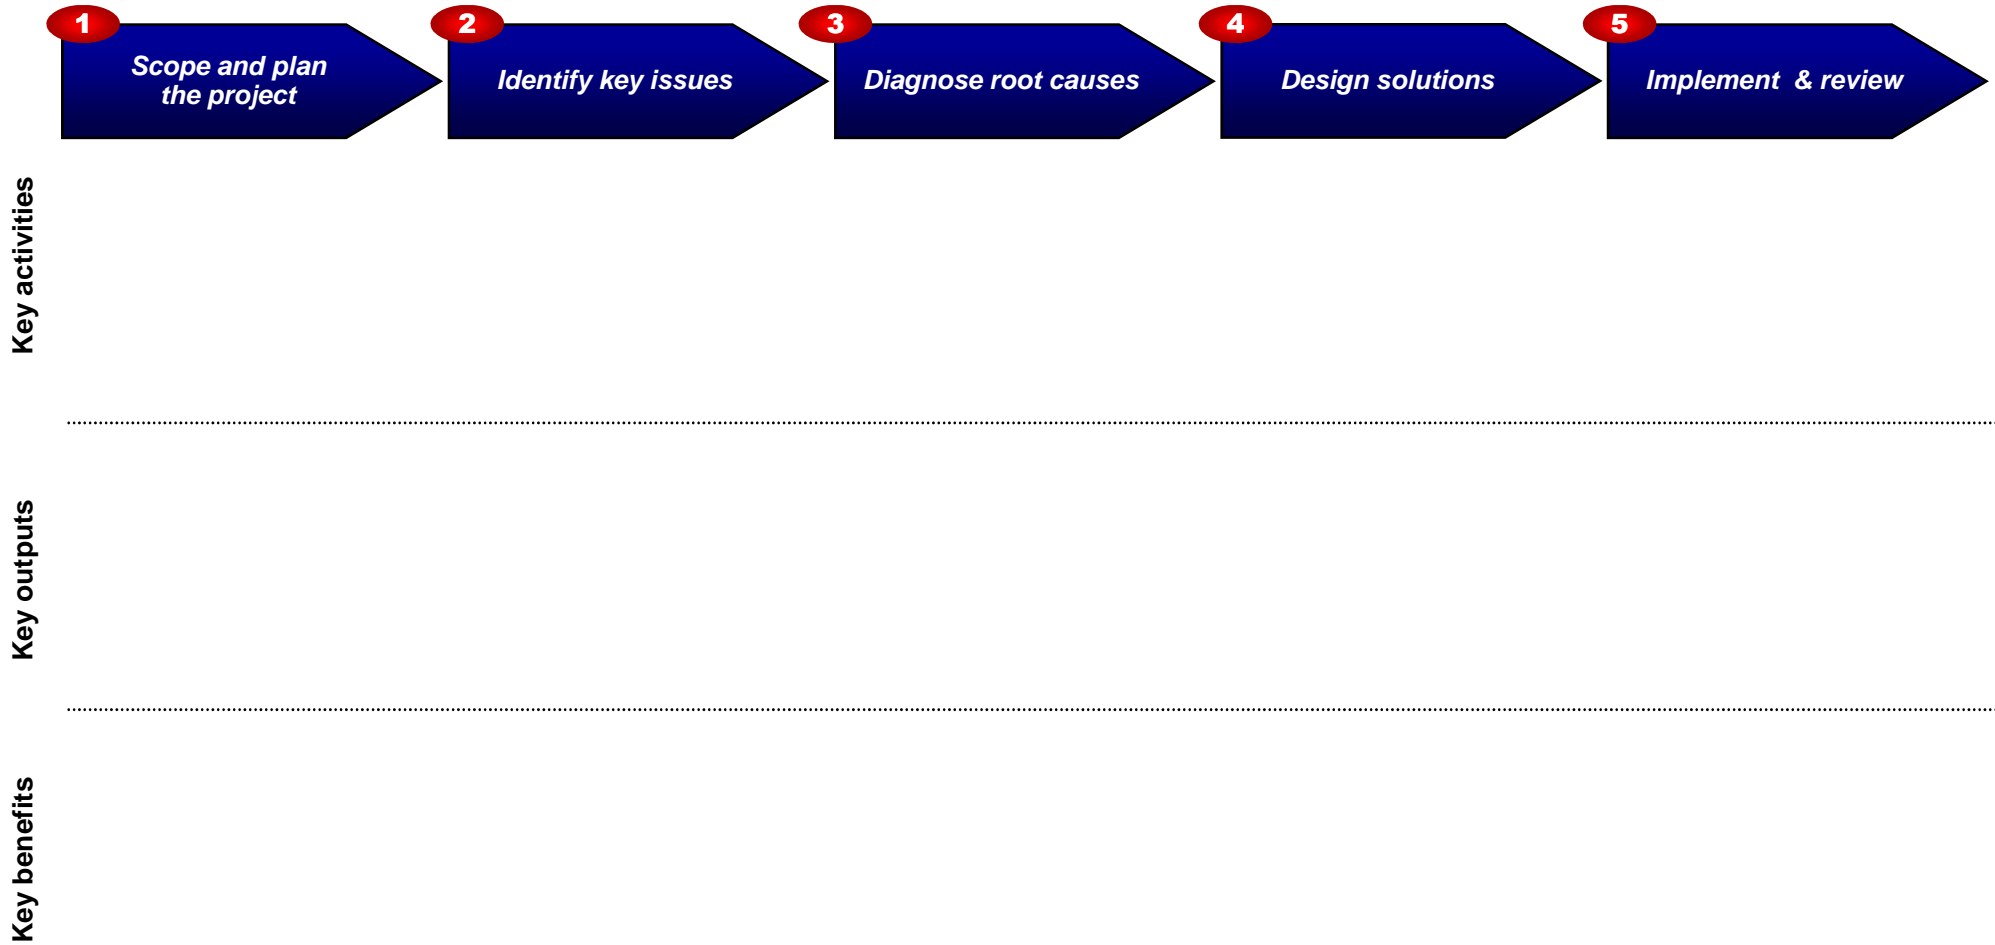 1
Scope and plan
the project
2
Identify key issues
3
Diagnose root causes
4
Design solutions
5
Implement & review
Key activities
Key outputs
Key benefits